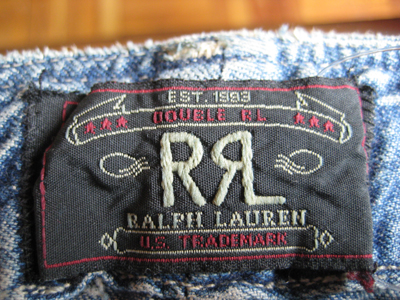 EST. 1993
DOUBLE RL
RRL
RALPH LAUREN
U.S. TRADEMARK